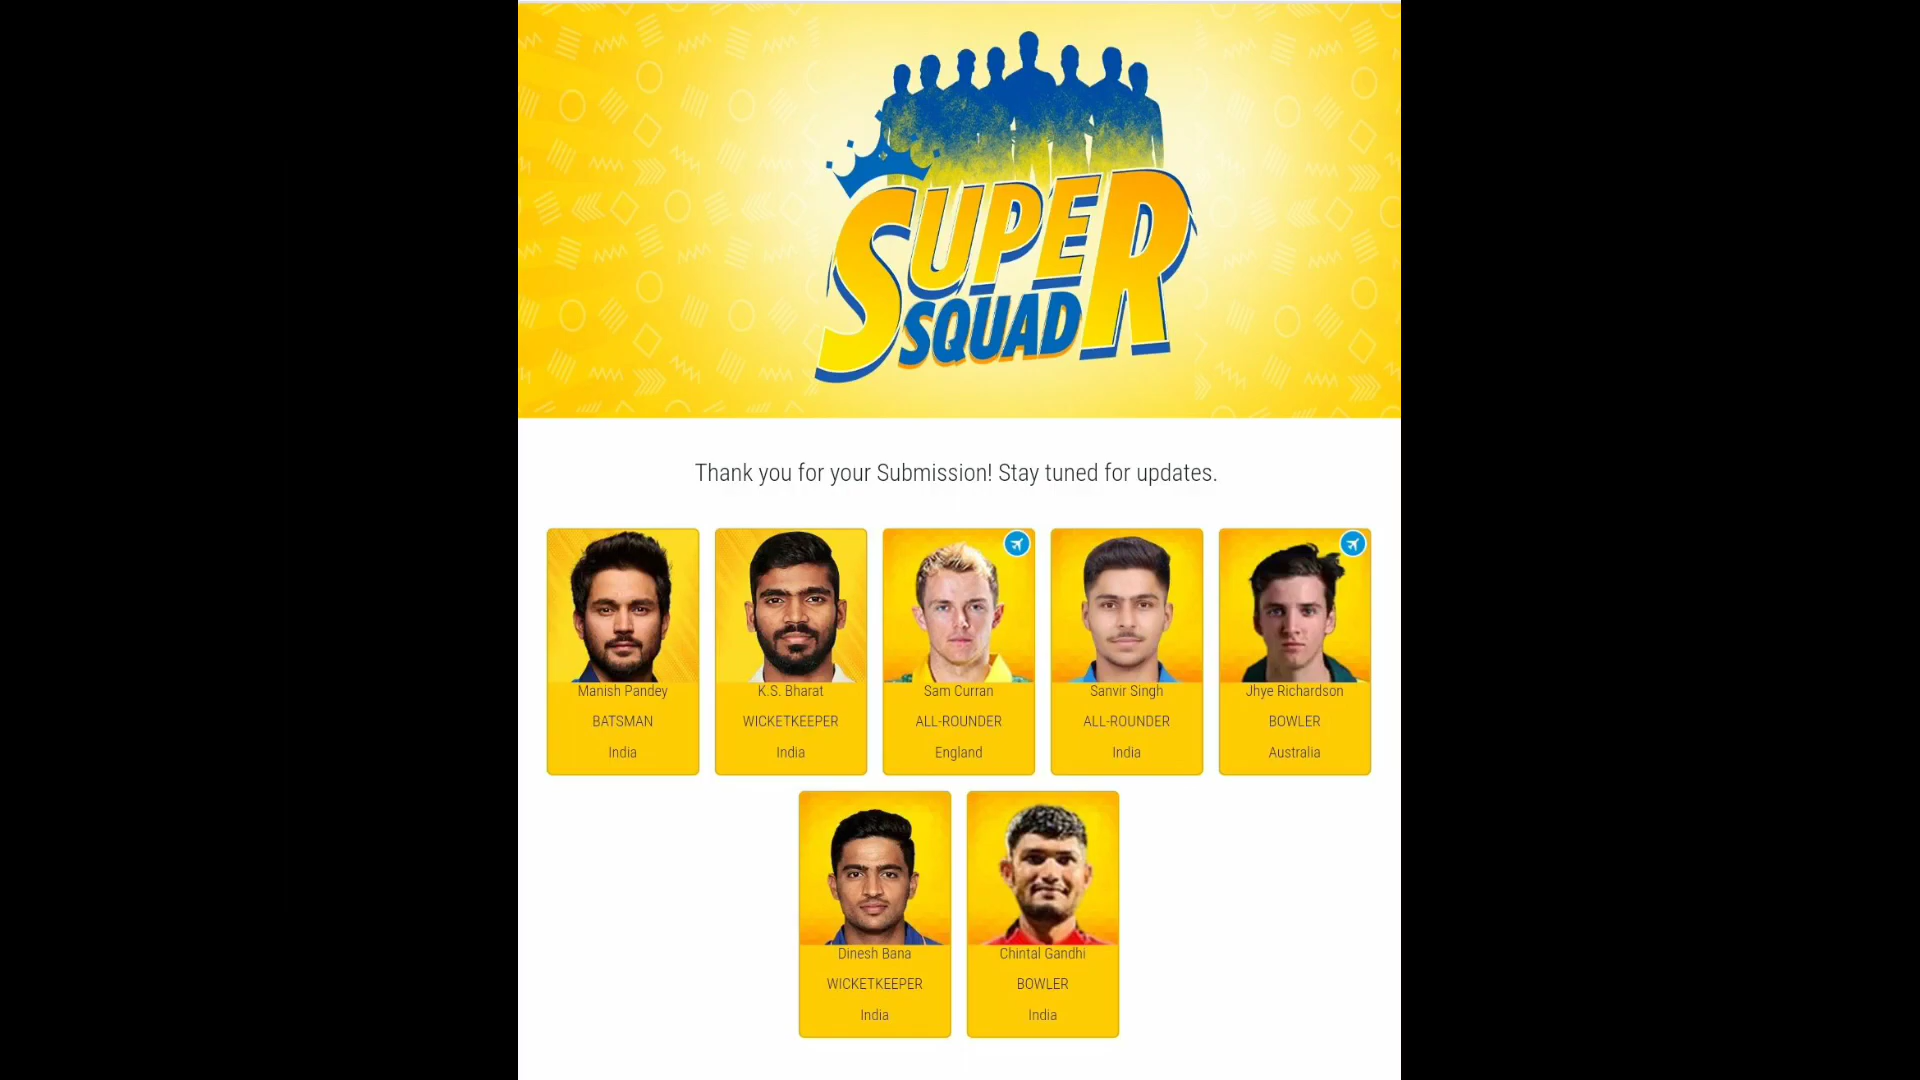 SUPER
SQUAD
Thank you for your Submission! Stay tuned for updates.
Manish Pandey
BATSMAN
India
K.S. Bharat
WICKETKEEPER
India
Sam Curran
ALL-ROUNDER
England
Sanvir Singh
ALL-ROUNDER
India
Jhye Richardson
BOWLER
Australia
Dinesh Bana
WICKETKEEPER
India
Chintal Gandhi
BOWLER
India